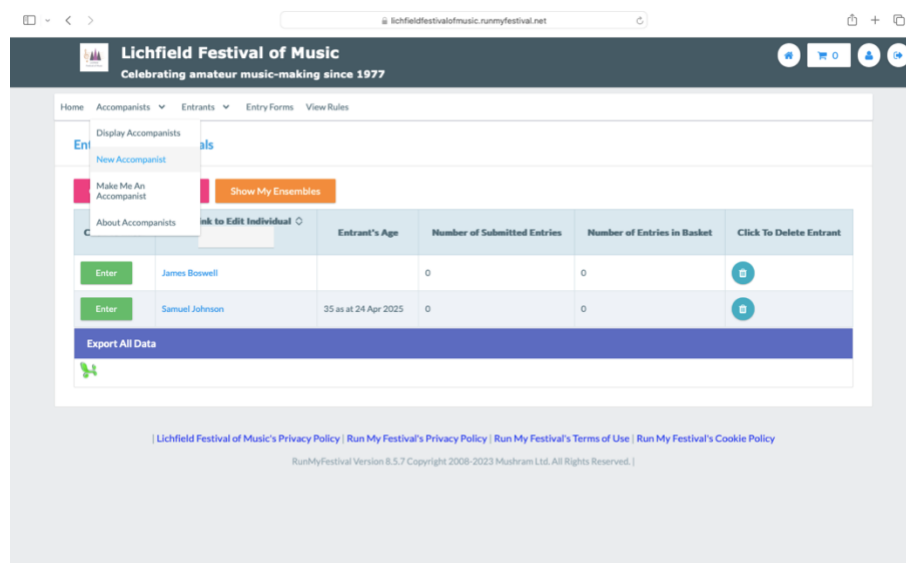 lichfieldfestivalofmusic.runmyfestival.net
Lichfield Festival of Music
Celebrating amateur music-making since 1977
0
Home Accompanists Entrants Entry Forms View Rules
Display Accompanists
Ent als
New Accompanist
Make Me An
Accompanist
Show My Ensembles
About Accompanists
ink to Edit Individual
C Entrant's Age Number of Submitted Entries Number of Entries in Basket Click To Delete Entrant
Enter James Boswell 0 0
Enter Samuel Johnson 35 as at 24 Apr 2025 0 0
Export All Data
| Lichfield Festival of Music's Privacy Policy | Run My Festival's Privacy Policy | Run My Festival's Terms of Use | Run My Festival's Cookie Policy
RunMyFestival Version 8.5.7 Copyright 2008-2023 Mushram Ltd. All Rights Reserved. |